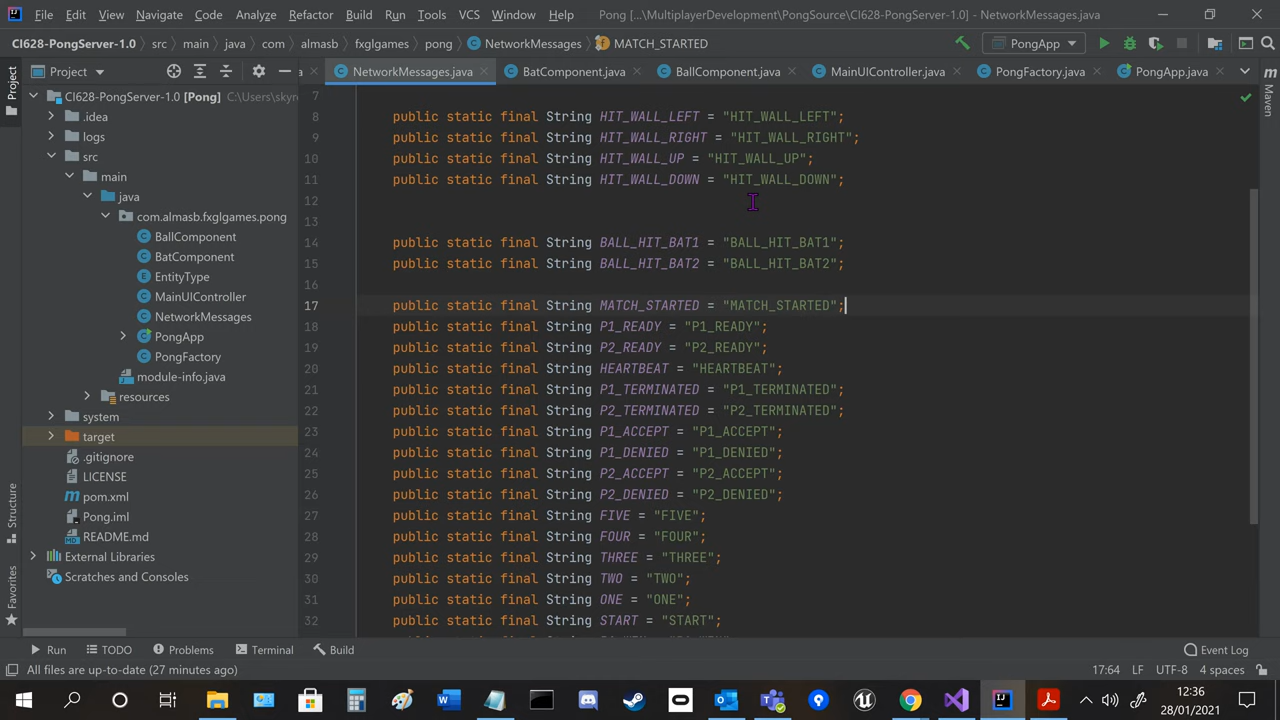 File Edit View Navigate Code Analyze Refactor Build Run Tools VCS Window Help Pong [...\MultiplayerDevelopment\PongSource\CI628-PongServer-1.0] - NetworkMessages.java
CI628-PongServer-1.0 src main java com almasb fxglgames pong NetworkMessages f MATCH_STARTED PongApp
Project NetworkMessages.java BatComponent.java BallComponent.java MainUIController.java PongFactory.java PongApp.java
Project
Maven
Structure
Favorites
CI628-PongServer-1.0 [Pong] C:\Users\skyre
.idea
logs
src
main
java
com.almasb.fxglgames.pong
BallComponent
BatComponent
EntityType
MainUIController
NetworkMessages
PongApp
PongFactory
module-info.java
resources
system
target
.gitignore
LICENSE
pom.xml
Pong.iml
README.md
External Libraries
Scratches and Consoles
7
8 public static final String HIT_WALL_LEFT = "HIT_WALL_LEFT";
9 public static final String HIT_WALL_RIGHT = "HIT_WALL_RIGHT";
10 public static final String HIT_WALL_UP = "HIT_WALL_UP";
11 public static final String HIT_WALL_DOWN = "HIT_WALL_DOWN";
12
13
14 public static final String BALL_HIT_BAT1 = "BALL_HIT_BAT1";
15 public static final String BALL_HIT_BAT2 = "BALL_HIT_BAT2";
16
17 public static final String MATCH_STARTED = "MATCH_STARTED";
18 public static final String P1_READY = "P1_READY";
19 public static final String P2_READY = "P2_READY";
20 public static final String HEARTBEAT = "HEARTBEAT";
21 public static final String P1_TERMINATED = "P1_TERMINATED";
22 public static final String P2_TERMINATED = "P2_TERMINATED";
23 public static final String P1_ACCEPT = "P1_ACCEPT";
24 public static final String P1_DENIED = "P1_DENIED";
25 public static final String P2_ACCEPT = "P2_ACCEPT";
26 public static final String P2_DENIED = "P2_DENIED";
27 public static final String FIVE = "FIVE";
28 public static final String FOUR = "FOUR";
29 public static final String THREE = "THREE";
30 public static final String TWO = "TWO";
31 public static final String ONE = "ONE";
32 public static final String START = "START";
Run TODO Problems Terminal Build Event Log
All files are up-to-date (27 minutes ago) 17:64 LF UTF-8 4 spaces
12:36
28/01/2021